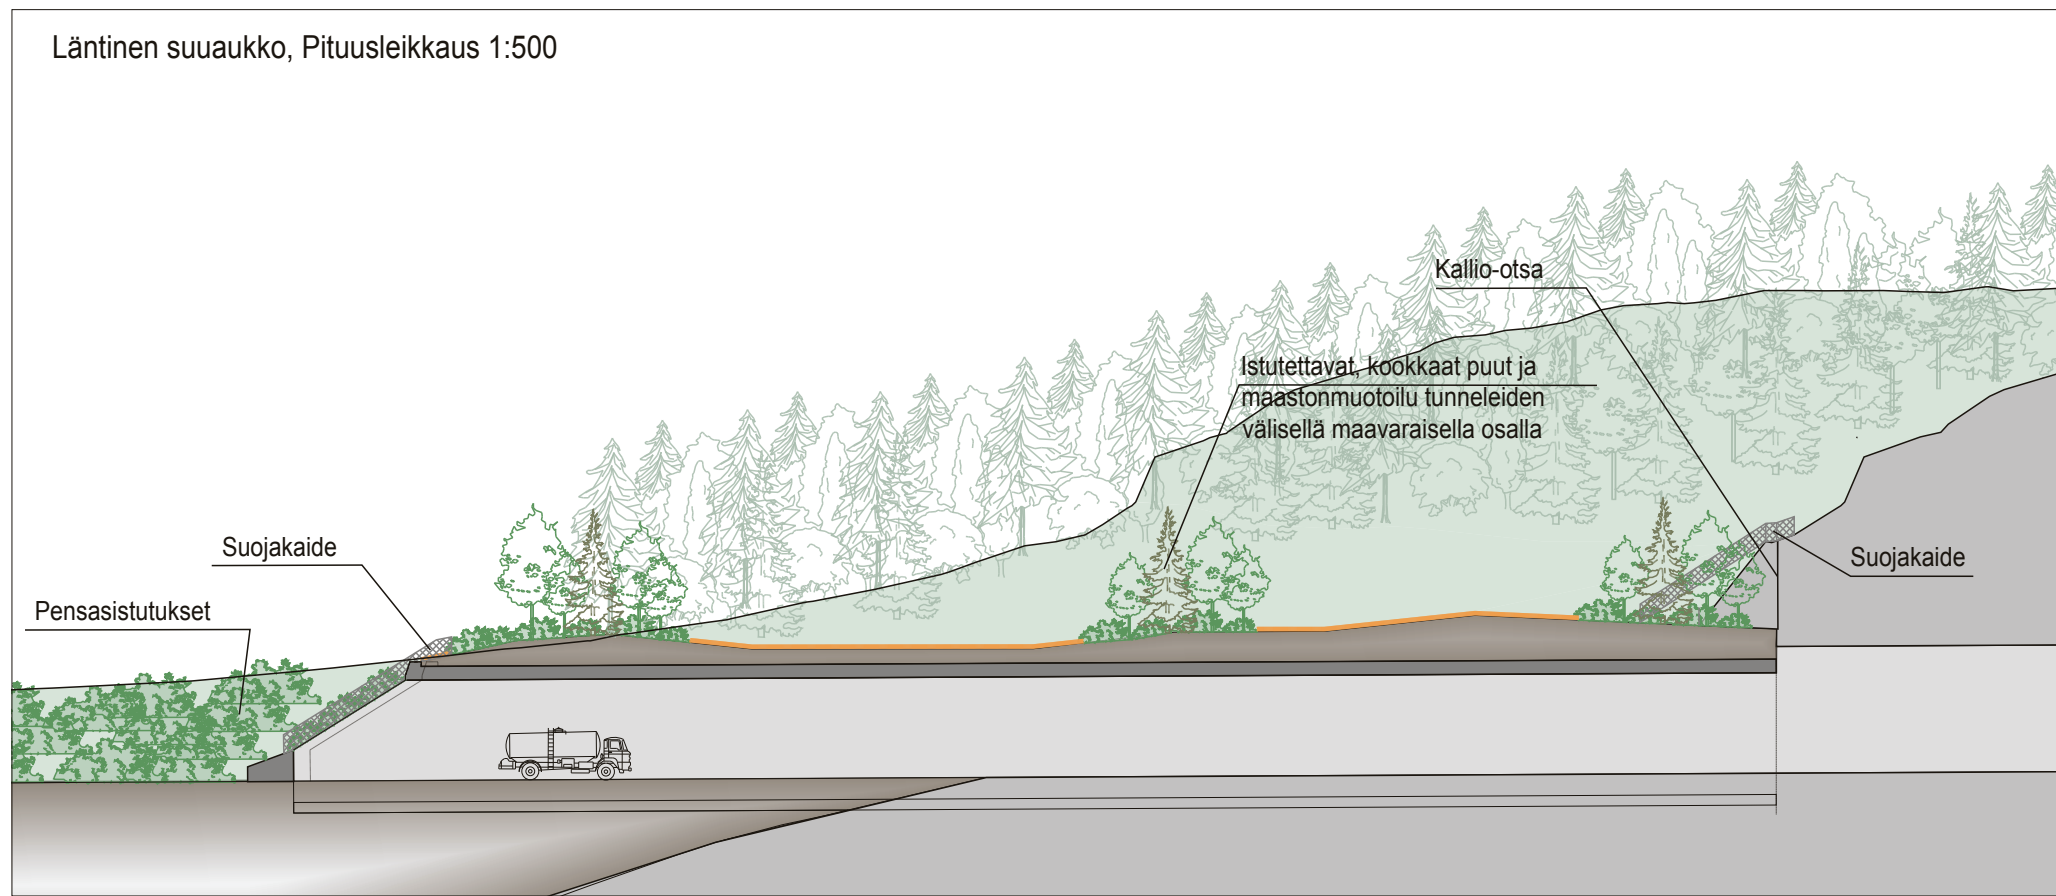 Läntinen suuaukko, Pituusleikkaus 1:500
Kallio-otsa
Istutettavat, kookkaat puut ja
maastonmuotoilu tunneleiden
välisellä maavaraisella osalla
Suojakaide
Suojakaide
Pensasistutukset